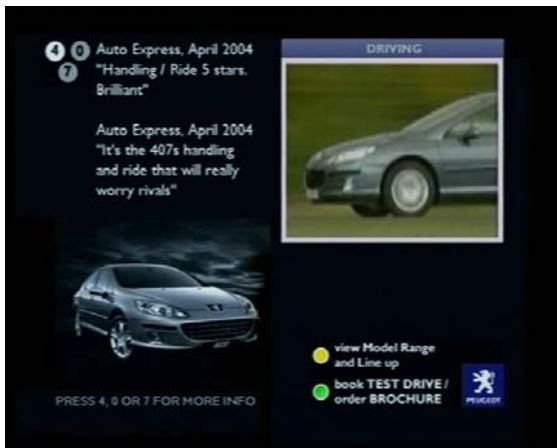 4 0
7
Auto Express, April 2004
"Handling / Ride 5 stars.
Brilliant"
Auto Express, April 2004
"It's the 407s handling
and ride that will really
worry rivals"
PRESS 4, 0 OR 7 FOR MORE INFO
DRIVING
view Model Range
and Line up
book TEST DRIVE /
order BROCHURE
PEUGEOT